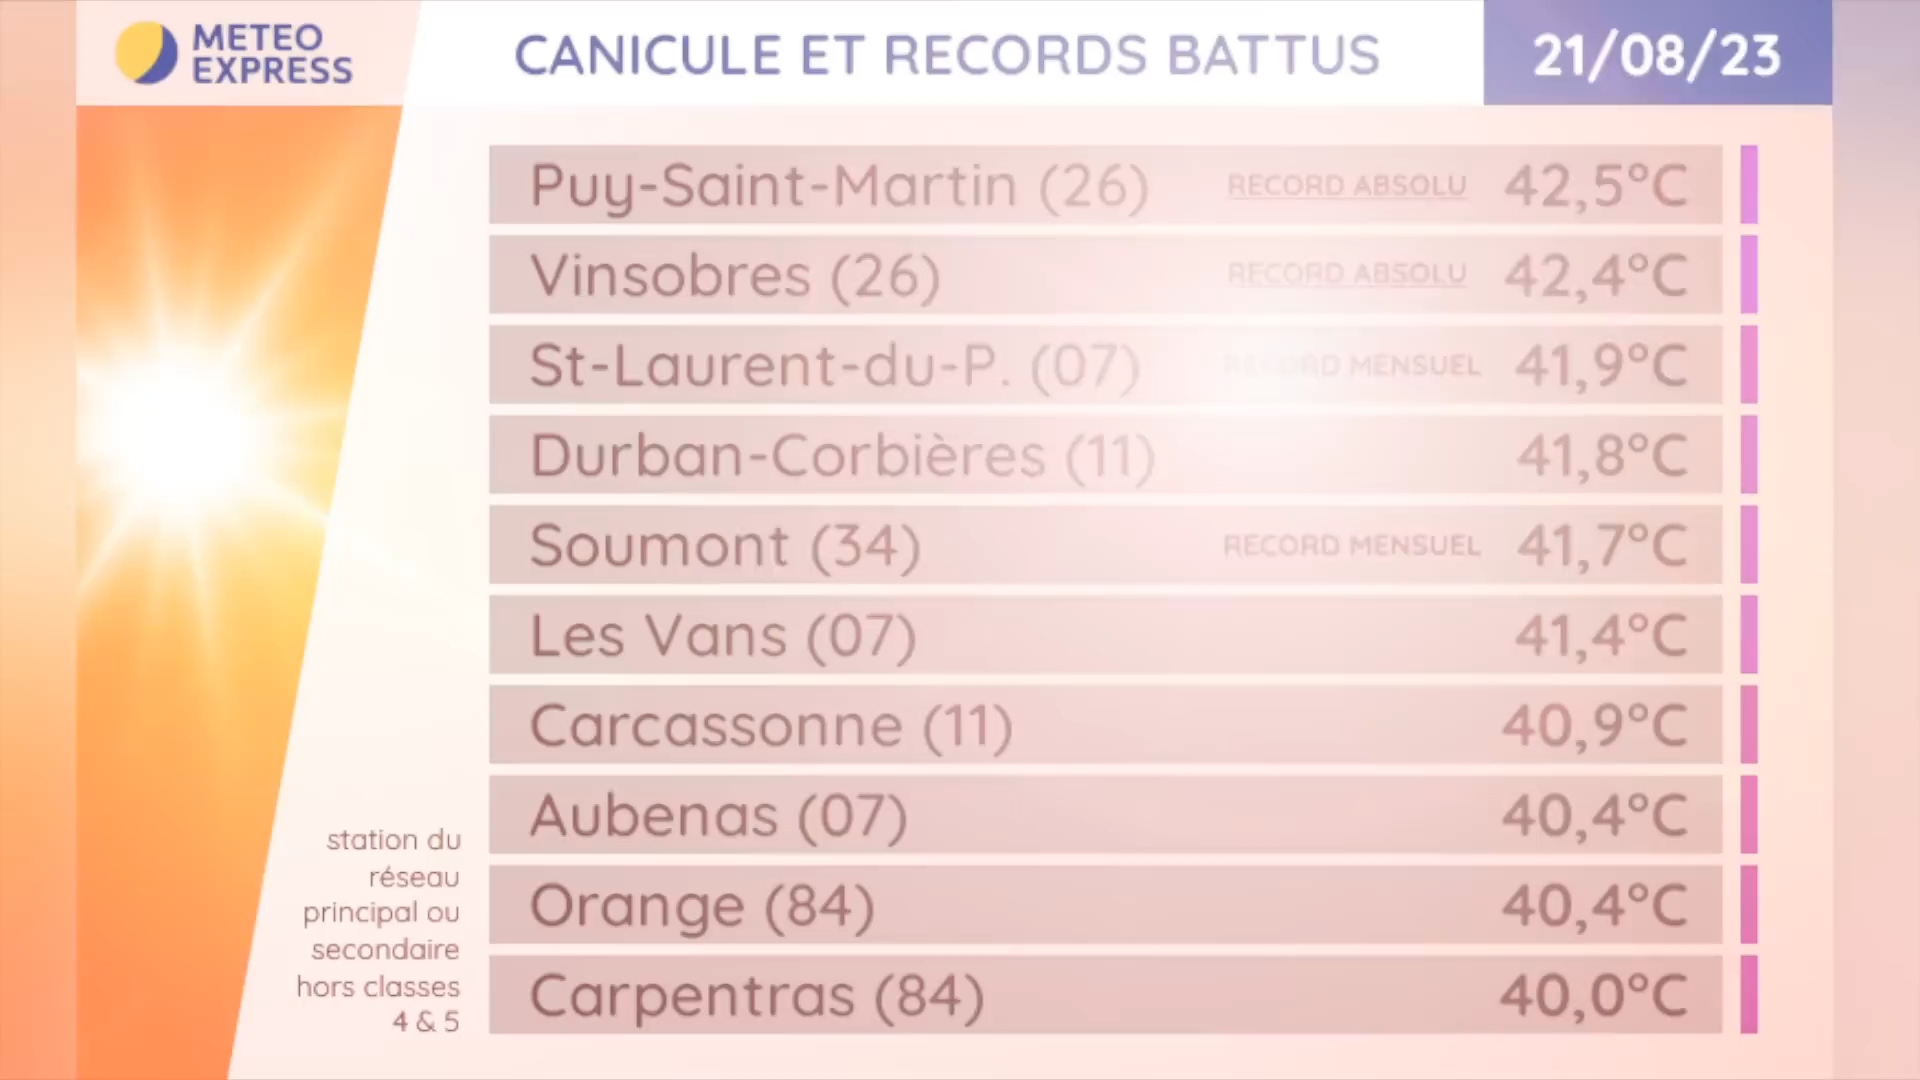 METEO
EXPRESS
CANICULE ET RECORDS BATTUS
21/08/23
Puy-Saint-Martin (26) RECORD ABSOLU 42,5°C
Vinsobres (26) RECORD ABSOLU 42,4°C
St-Laurent-du-P. (07) RECORD MENSUEL 41,9°C
Durban-Corbières (11) 41,8°C
Soumont (34) RECORD MENSUEL 41,7°C
Les Vans (07) 41,4°C
Carcassonne (11) 40,9°C
Aubenas (07) 40,4°C
Orange (84) 40,4°C
Carpentras (84) 40,0°C
station du
réseau
principal ou
secondaire
hors classes
4 & 5